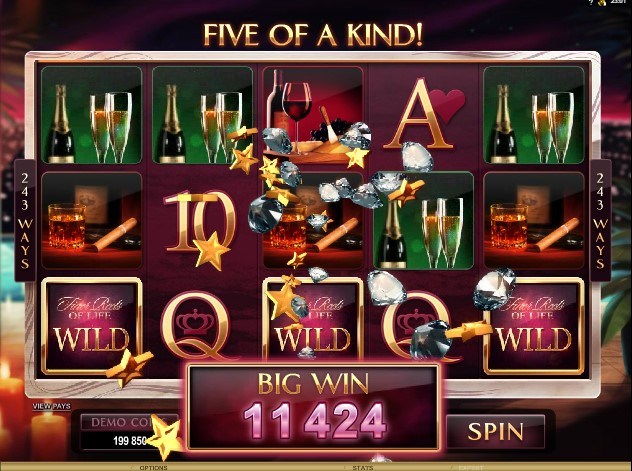 FIVE OF A KIND!
A
243 WAYS
243 WAYS
10
Finer Reels
OF LIFE
WILD
Q
Finer Reels
OF LIFE
WILD
Q
Finer Reels
OF LIFE
WILD
BIG WIN
11 424
VIEW PAYS
DEMO
199 850
SPIN
OPTIONS
STATS
EXPERT